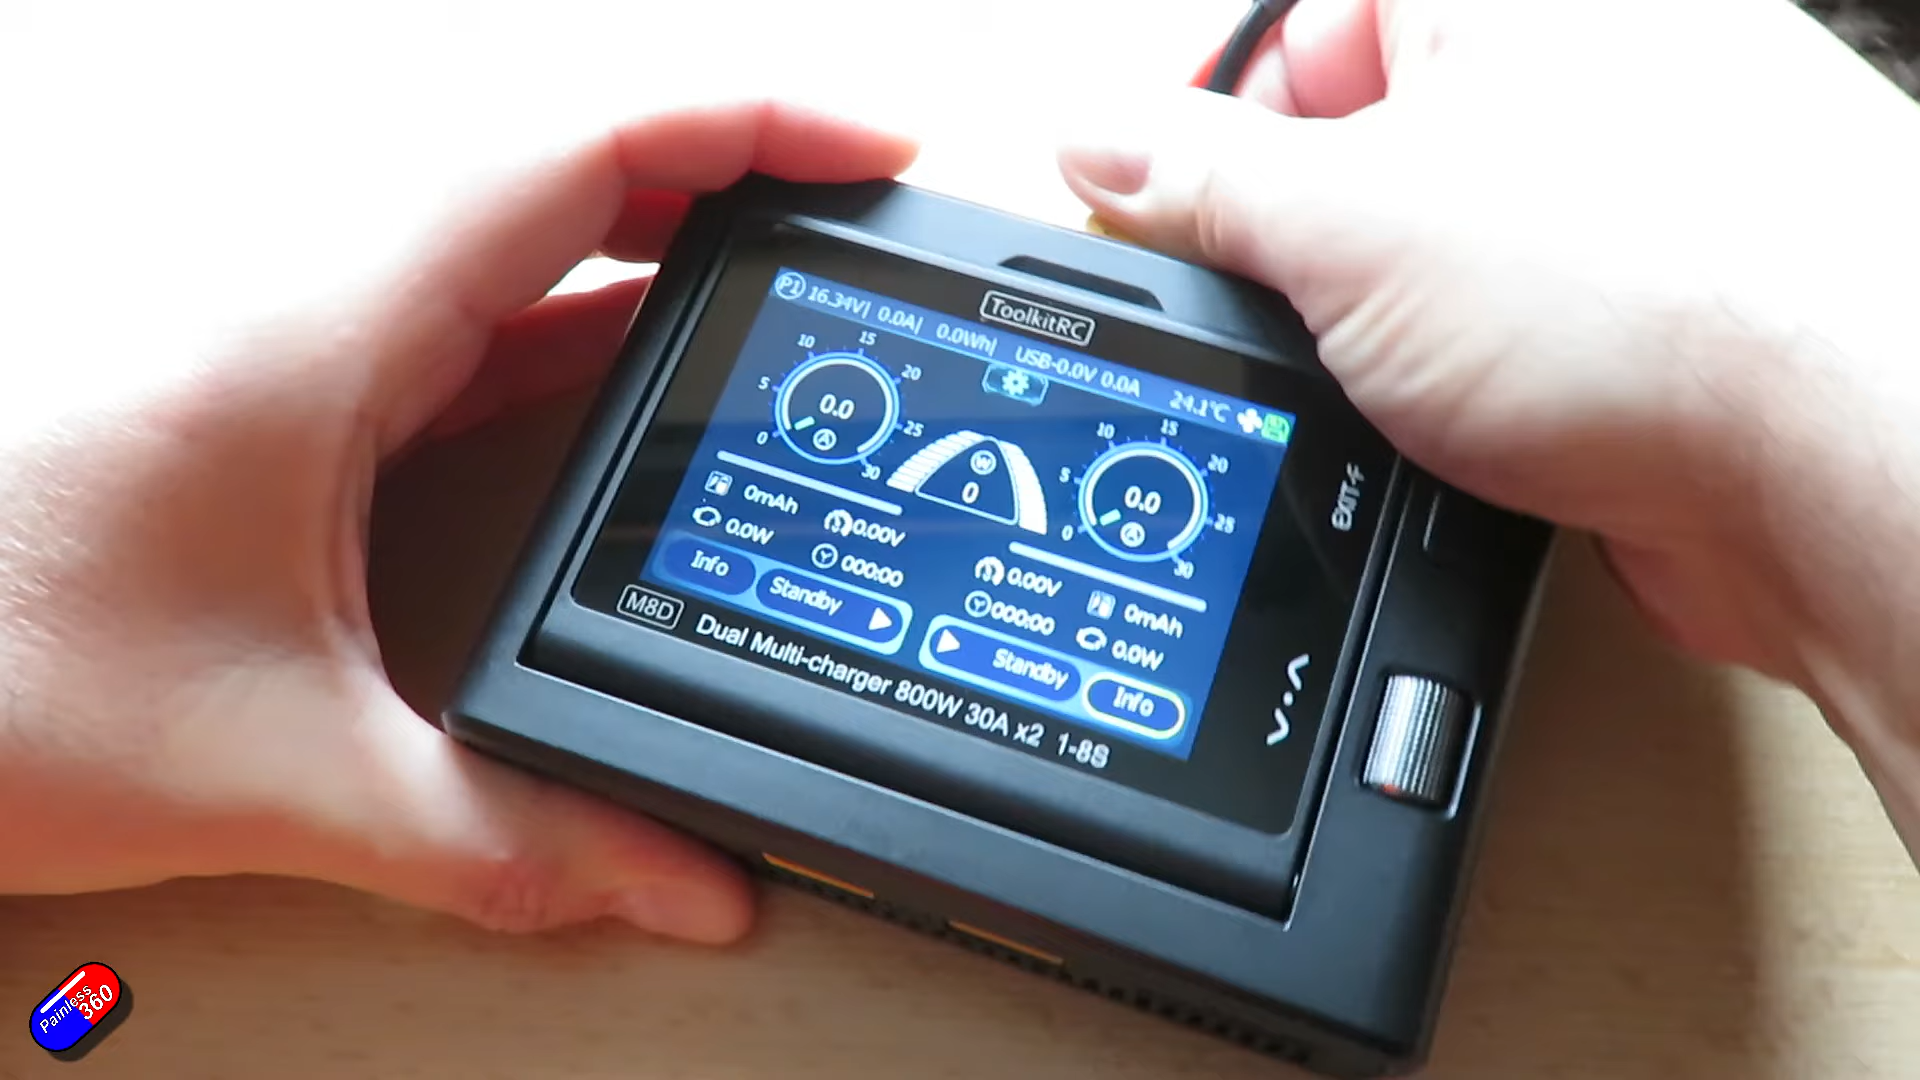 ToolkitRC
P1 16.34V| 0.0A| 0.0Wh| USB-0.0V 0.0A 24.1°C
0 5 10 15 20 25 30
0.0
A
W
0
0 5 10 15 20 25 30
0.0
A
0mAh 0.00V
0.0W 000:00
0.00V 0mAh
000:00 0.0W
Info Standby
Standby Info
M8D Dual Multi-charger 800W 30A x2 1-8S
EXIT-F
Painless
360